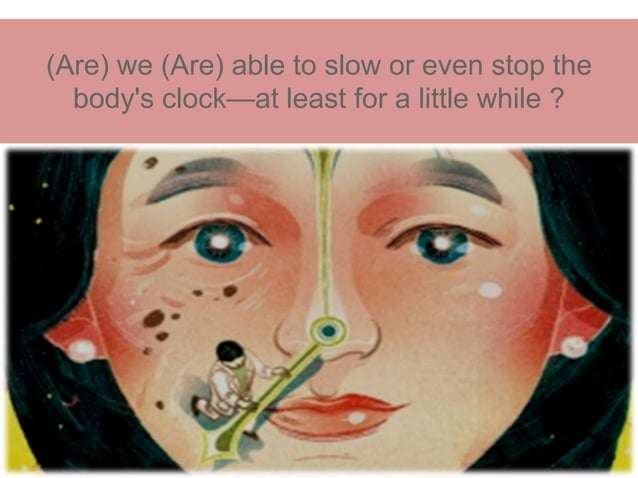 (Are) we (Are) able to slow or even stop the
body's clock—at least for a little while ?